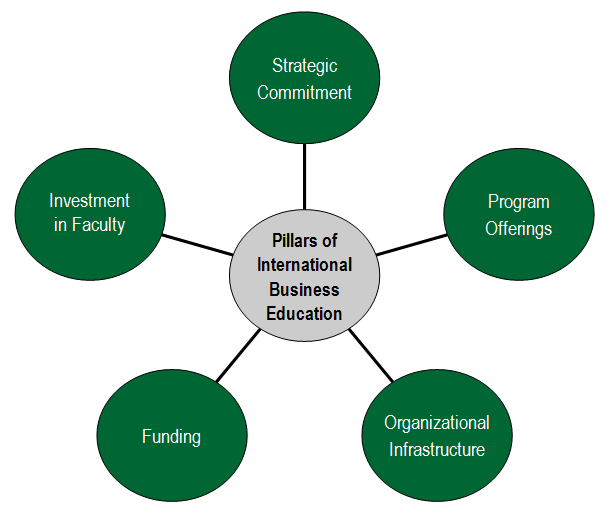 Strategic
Commitment
Investment
in Faculty
Program
Offerings
Pillars of
International
Business
Education
Funding
Organizational
Infrastructure